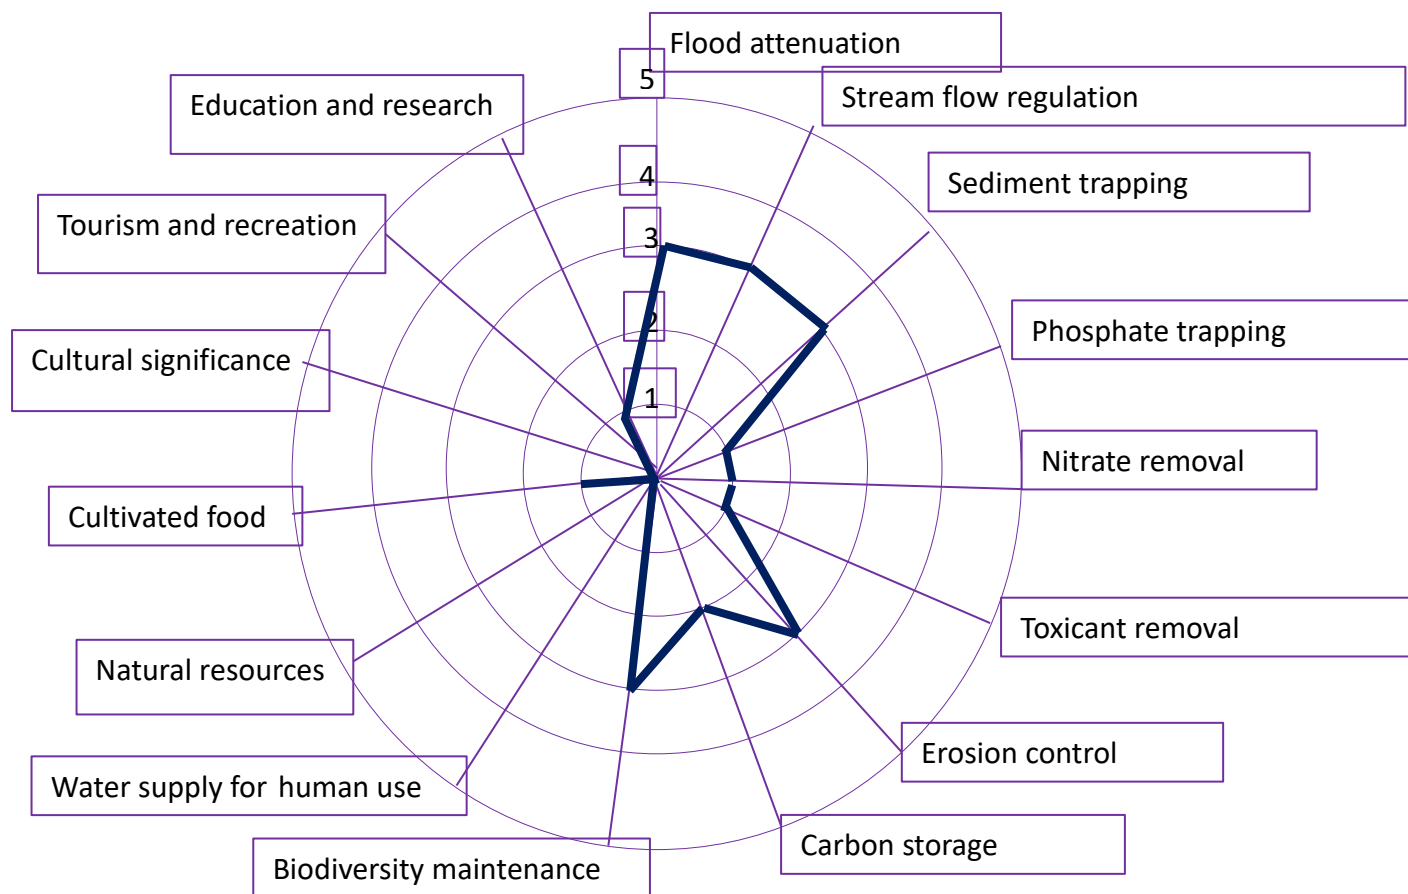 Flood attenuation
5
Stream flow regulation
Education and research
4
Sediment trapping
Tourism and recreation
3
2
Phosphate trapping
Cultural significance
1
Nitrate removal
Cultivated food
Toxicant removal
Natural resources
Erosion control
Water supply for human use
Carbon storage
Biodiversity maintenance